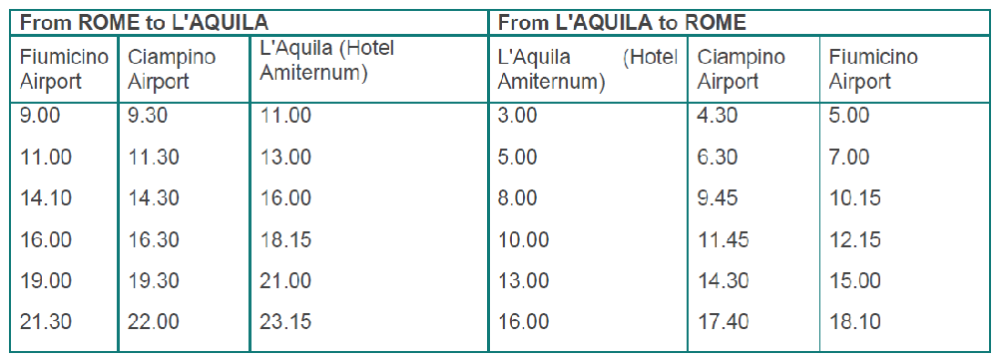 From ROME to L'AQUILA From L'AQUILA to ROME
Fiumicino Airport Ciampino Airport L'Aquila (Hotel Amiternum) L'Aquila (Hotel Amiternum) Ciampino Airport Fiumicino Airport
9.00 9.30 11.00 3.00 4.30 5.00
11.00 11.30 13.00 5.00 6.30 7.00
14.10 14.30 16.00 8.00 9.45 10.15
16.00 16.30 18.15 10.00 11.45 12.15
19.00 19.30 21.00 13.00 14.30 15.00
21.30 22.00 23.15 16.00 17.40 18.10